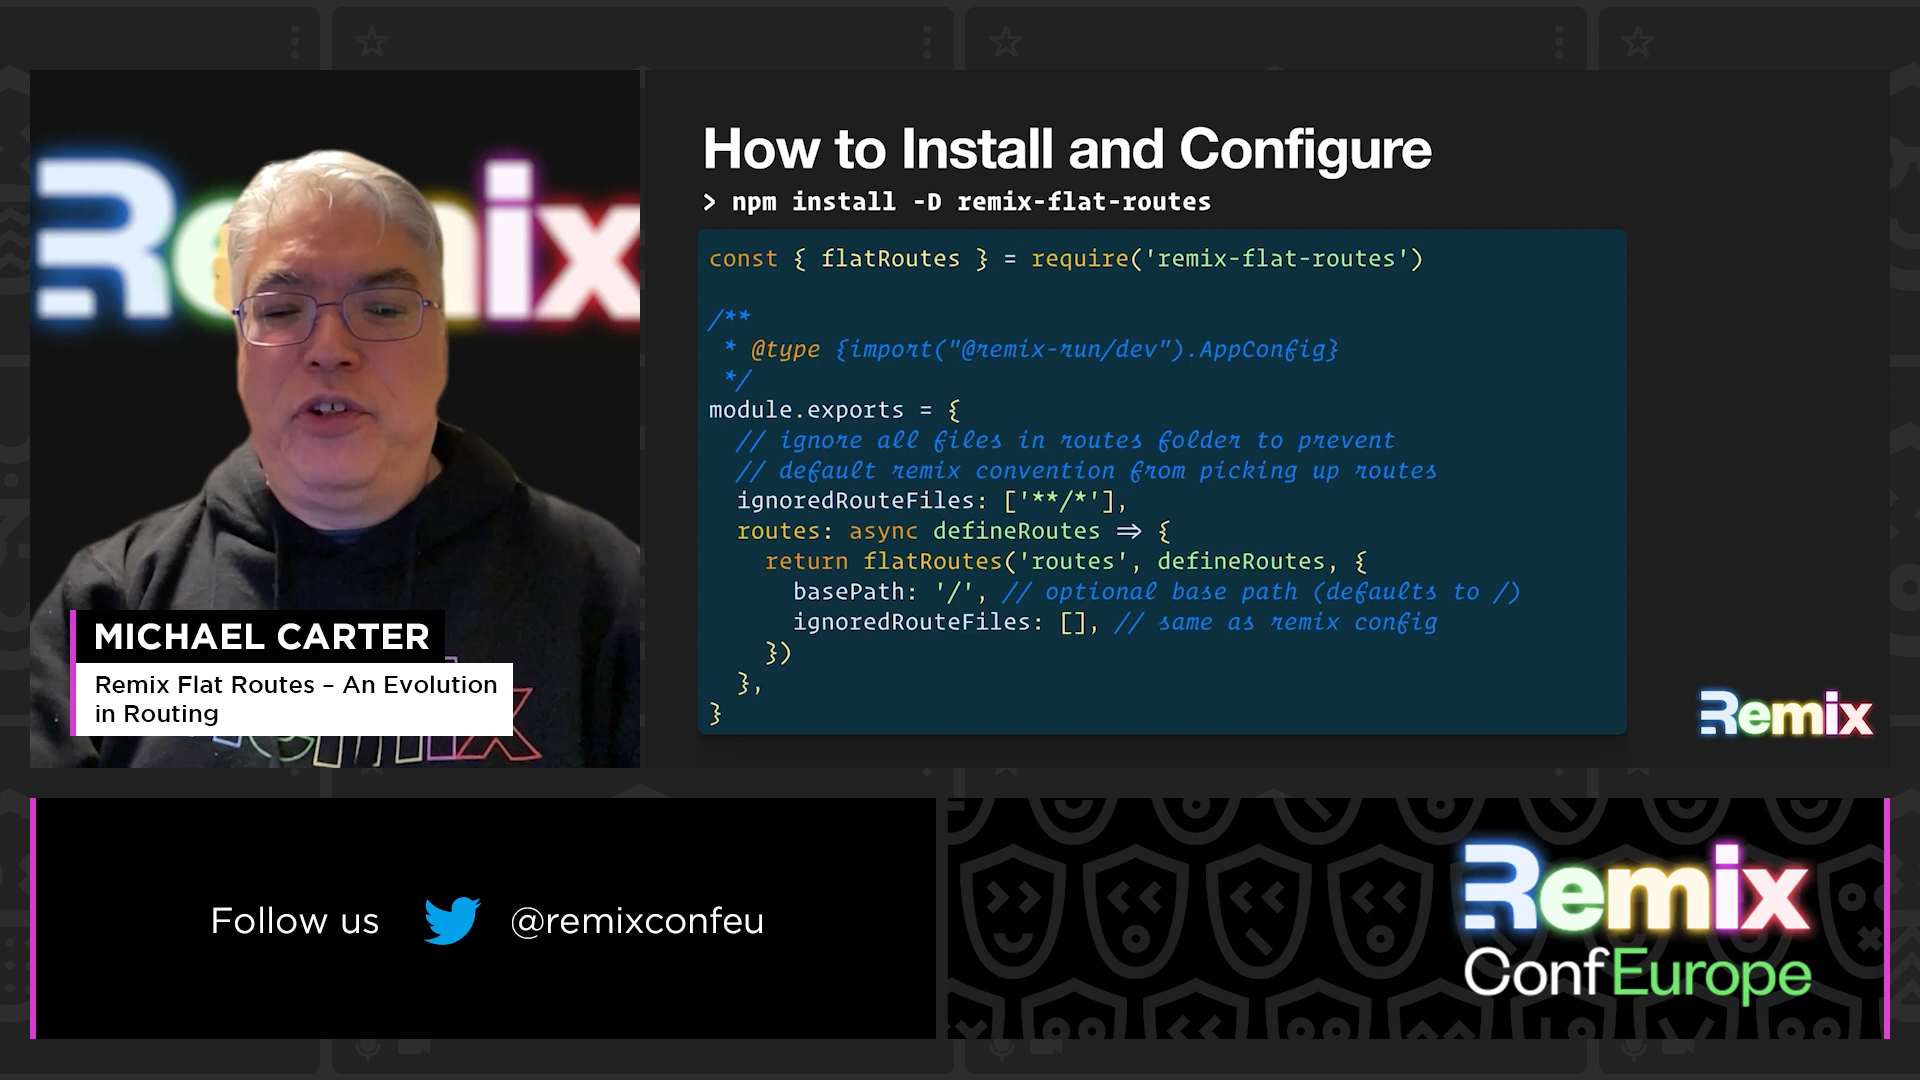 Remix
MICHAEL CARTER
Remix Flat Routes – An Evolution
in Routing
How to Install and Configure
> npm install -D remix-flat-routes
const { flatRoutes } = require('remix-flat-routes')
/**
 * @type {import("@remix-run/dev").AppConfig}
 */
module.exports = {
  // ignore all files in routes folder to prevent
  // default remix convention from picking up routes
  ignoredRouteFiles: ['**/*'],
  routes: async defineRoutes => {
    return flatRoutes('routes', defineRoutes, {
      basePath: '/', // optional base path (defaults to /)
      ignoredRouteFiles: [], // same as remix config
    })
  },
}
Remix
Follow us @remixconfeu
Remix
Conf Europe